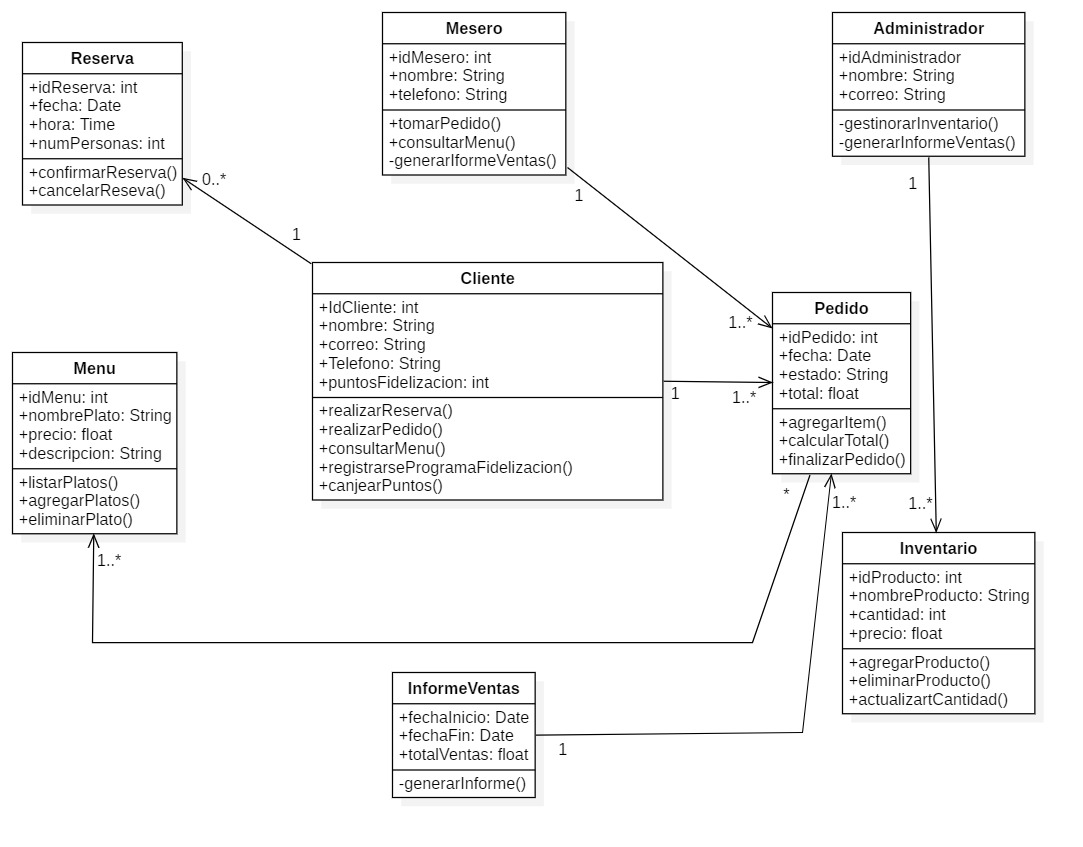 Reserva
+idReserva: int
+fecha: Date
+hora: Time
+numPersonas: int
+confirmarReserva()
+cancelarReseva()
0..*
1
Mesero
+idMesero: int
+nombre: String
+telefono: String
+tomarPedido()
+consultarMenu()
-generarIformeVentas()
1
1..*
Administrador
+idAdministrador
+nombre: String
+correo: String
-gestinorarInventario()
-generarInformeVentas()
1
1..*
Cliente
+IdCliente: int
+nombre: String
+correo: String
+Telefono: String
+puntosFidelizacion: int
+realizarReserva()
+realizarPedido()
+consultarMenu()
+registrarseProgramaFidelizacion()
+canjearPuntos()
1
1..*
Pedido
+idPedido: int
+fecha: Date
+estado: String
+total: float
+agregarItem()
+calcularTotal()
+finalizarPedido()
*
1..*
Menu
+idMenu: int
+nombrePlato: String
+precio: float
+descripcion: String
+listarPlatos()
+agregarPlatos()
+eliminarPlato()
1..*
Inventario
+idProducto: int
+nombreProducto: String
+cantidad: int
+precio: float
+agregarProducto()
+eliminarProducto()
+actualizartCantidad()
InformeVentas
+fechaInicio: Date
+fechaFin: Date
+totalVentas: float
-generarInforme()
1